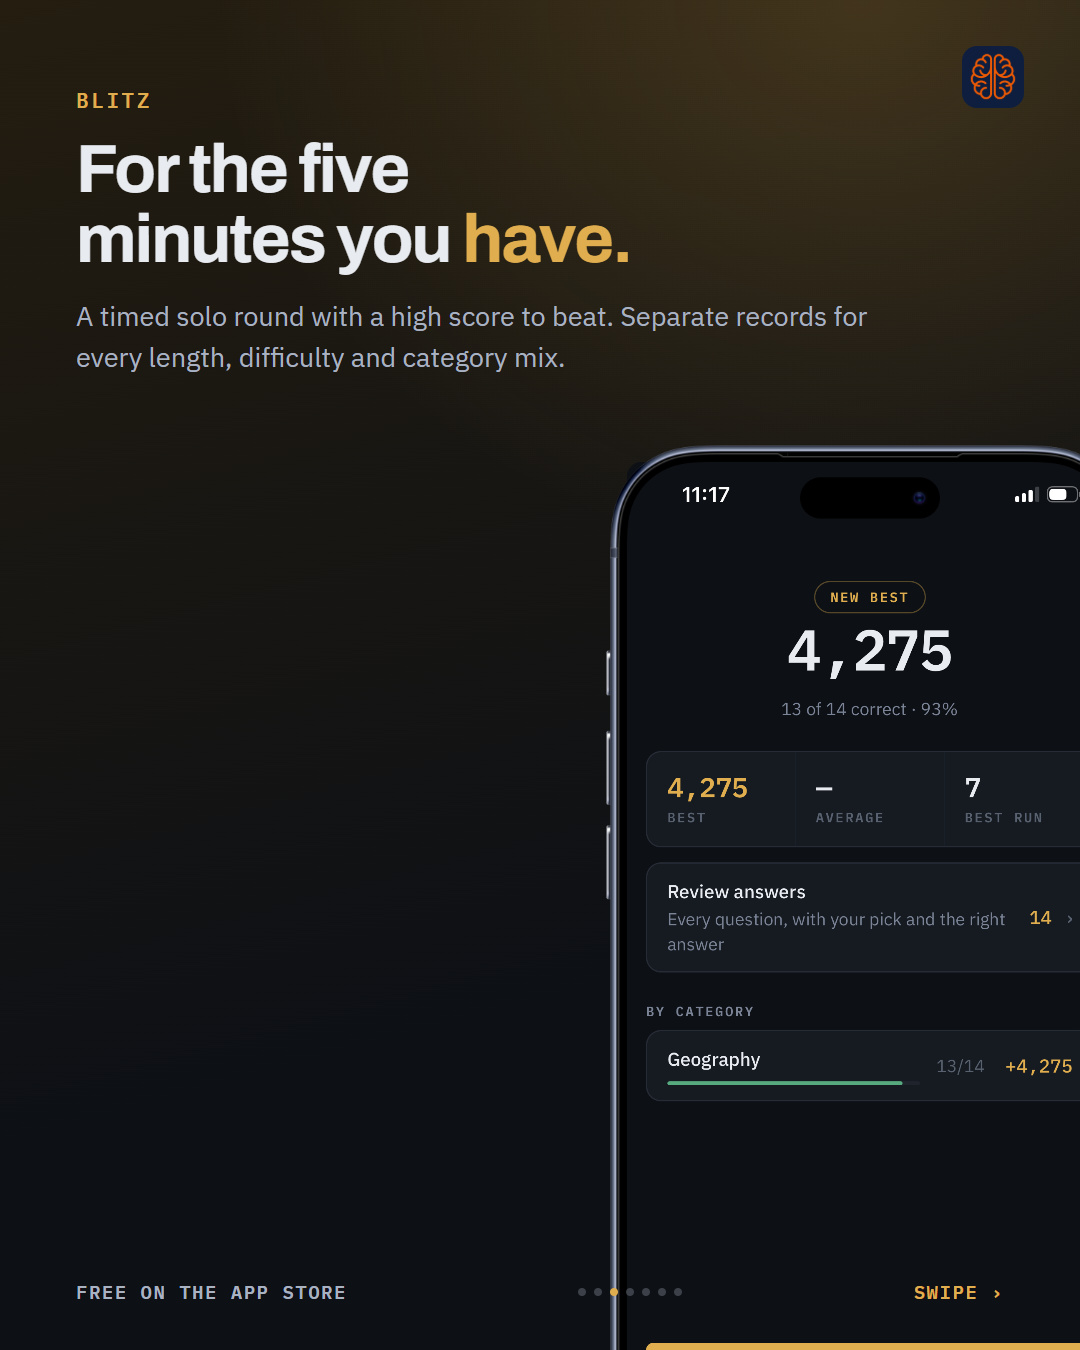 BLITZ
For the five
minutes you have.
A timed solo round with a high score to beat. Separate records for
every length, difficulty and category mix.
11:17
NEW BEST
4,275
13 of 14 correct · 93%
4,275
BEST
–
AVERAGE
7
BEST RUN
Review answers
Every question, with your pick and the right
answer
14 ›
BY CATEGORY
Geography
13/14 +4,275
FREE ON THE APP STORE
SWIPE ›